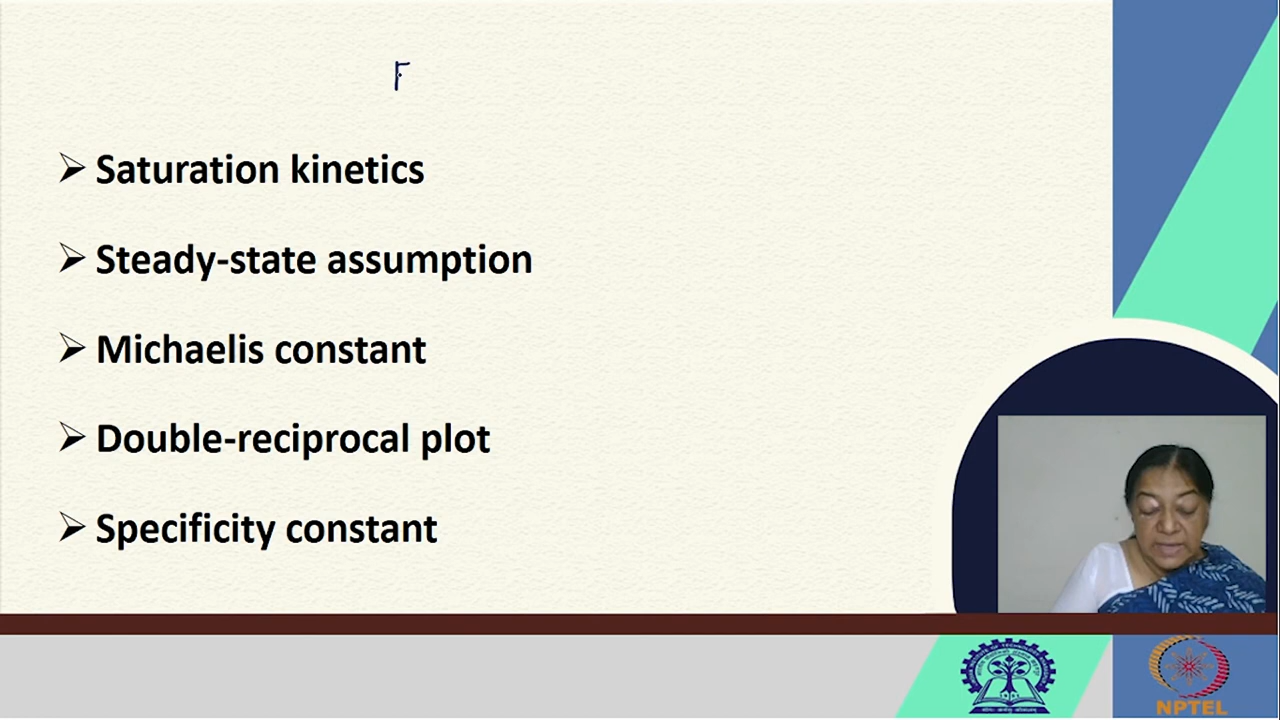 F
Saturation kinetics
Steady-state assumption
Michaelis constant
Double-reciprocal plot
Specificity constant
NPTEL